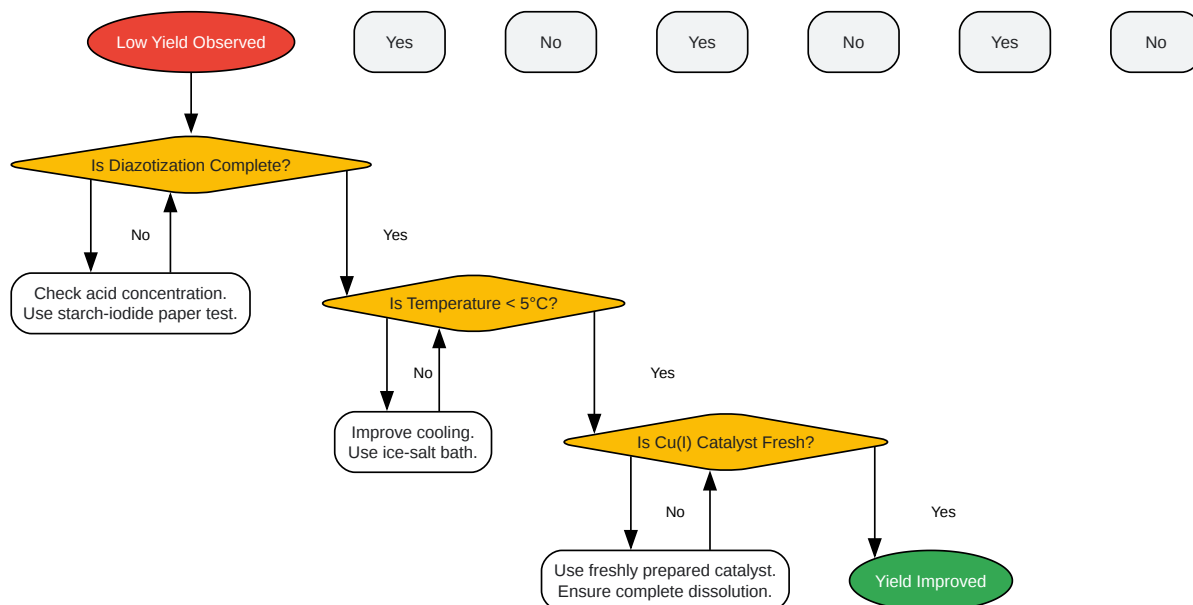 Low Yield Observed
Yes
No
Yes
No
Yes
No
Is Diazotization Complete?
No
Yes
Check acid concentration.
Use starch-iodide paper test.
Is Temperature < 5°C?
No
Yes
Improve cooling.
Use ice-salt bath.
Is Cu(I) Catalyst Fresh?
No
Yes
Use freshly prepared catalyst.
Ensure complete dissolution.
Yield Improved